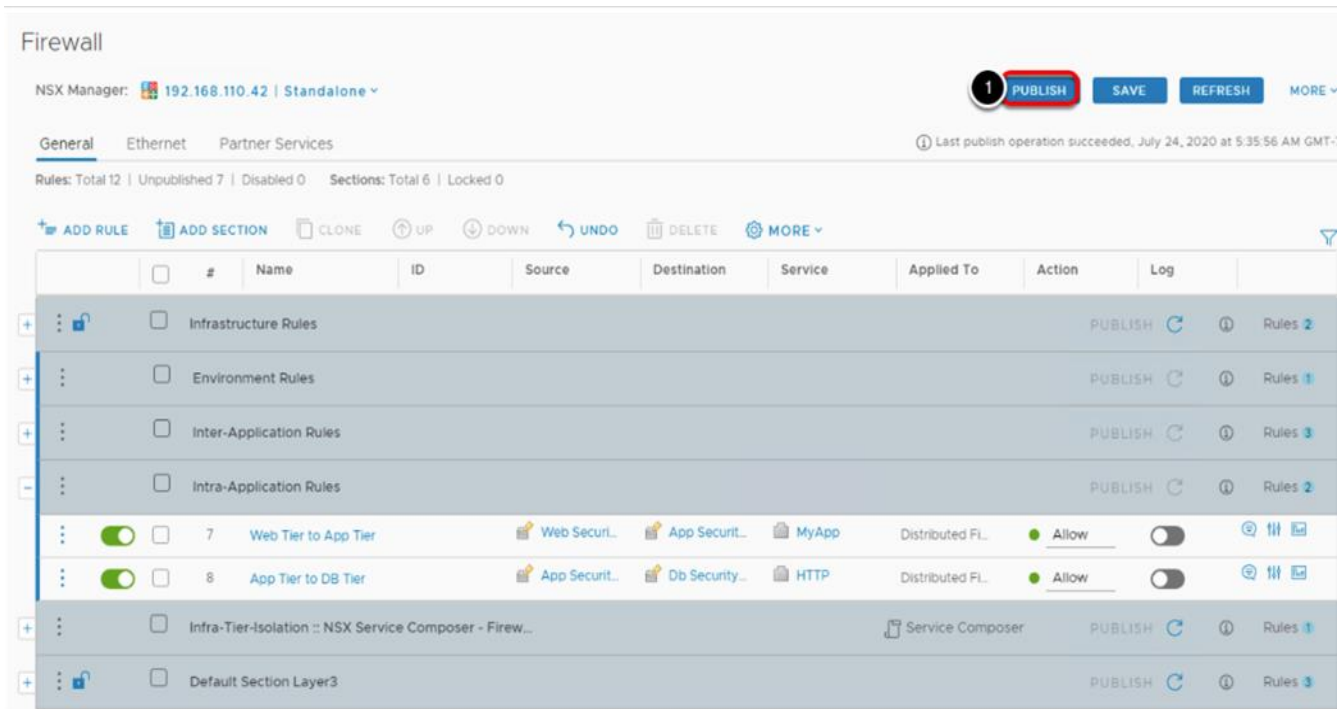 Firewall
NSX Manager: 192.168.110.42 | Standalone
1 PUBLISH SAVE REFRESH MORE
General Ethernet Partner Services
Last publish operation succeeded, July 24, 2020 at 5:35:56 AM GMT-
Rules: Total 12 | Unpublished 7 | Disabled 0 Sections: Total 6 | Locked 0
ADD RULE ADD SECTION CLONE UP DOWN UNDO DELETE MORE
# Name ID Source Destination Service Applied To Action Log
Infrastructure Rules PUBLISH Rules 2
Environment Rules PUBLISH Rules 1
Inter-Application Rules PUBLISH Rules 3
Intra-Application Rules PUBLISH Rules 2
7 Web Tier to App Tier Web Securi... App Securit... MyApp Distributed Fi... Allow
8 App Tier to DB Tier App Securit... Db Security... HTTP Distributed Fi... Allow
Infra-Tier-Isolation :: NSX Service Composer - Firew... Service Composer PUBLISH Rules 1
Default Section Layer3 PUBLISH Rules 3